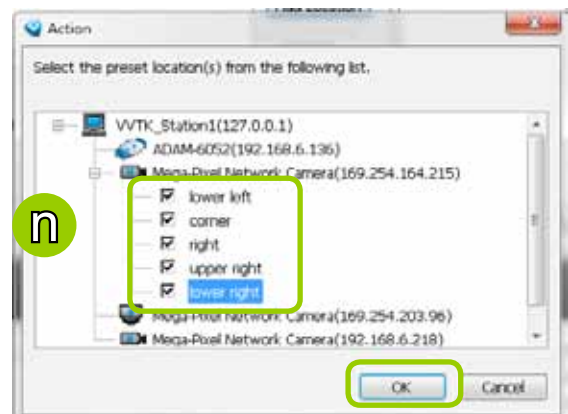 Action
Select the preset location(s) from the following list.
VVTK_Station1(127.0.0.1)
ADAM-6052(192.168.6.136)
Mega-Pixel Network Camera(169.254.164.215)
lower left
corner
right
upper right
lower right
n
Mega-Pixel Network Camera(169.254.203.96)
Mega-Pixel Network Camera(192.168.6.218)
OK
Cancel